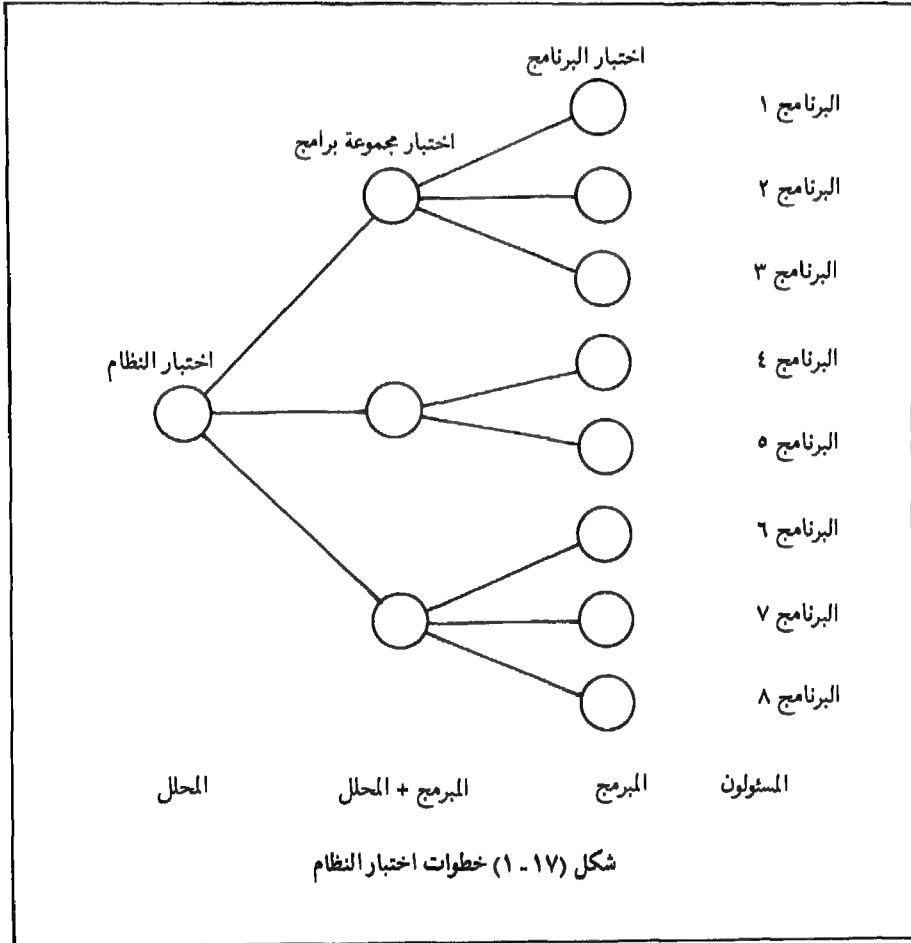 اختبار البرنامج
البرنامج ١
اختبار مجموعة برامج
البرنامج ٢
البرنامج ٣
اختبار النظام
البرنامج ٤
البرنامج ٥
البرنامج ٦
البرنامج ٧
البرنامج ٨
المسئولون المبرمج المبرمج + المحلل المحلل
شكل (١٧ - ١) خطوات اختبار النظام